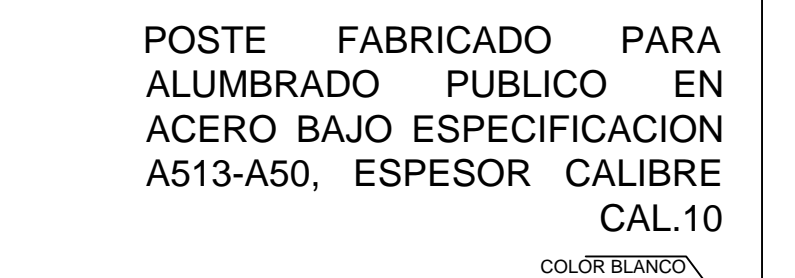 POSTE FABRICADO PARA
ALUMBRADO PUBLICO EN
ACERO BAJO ESPECIFICACION
A513-A50, ESPESOR CALIBRE
CAL.10
COLOR BLANCO